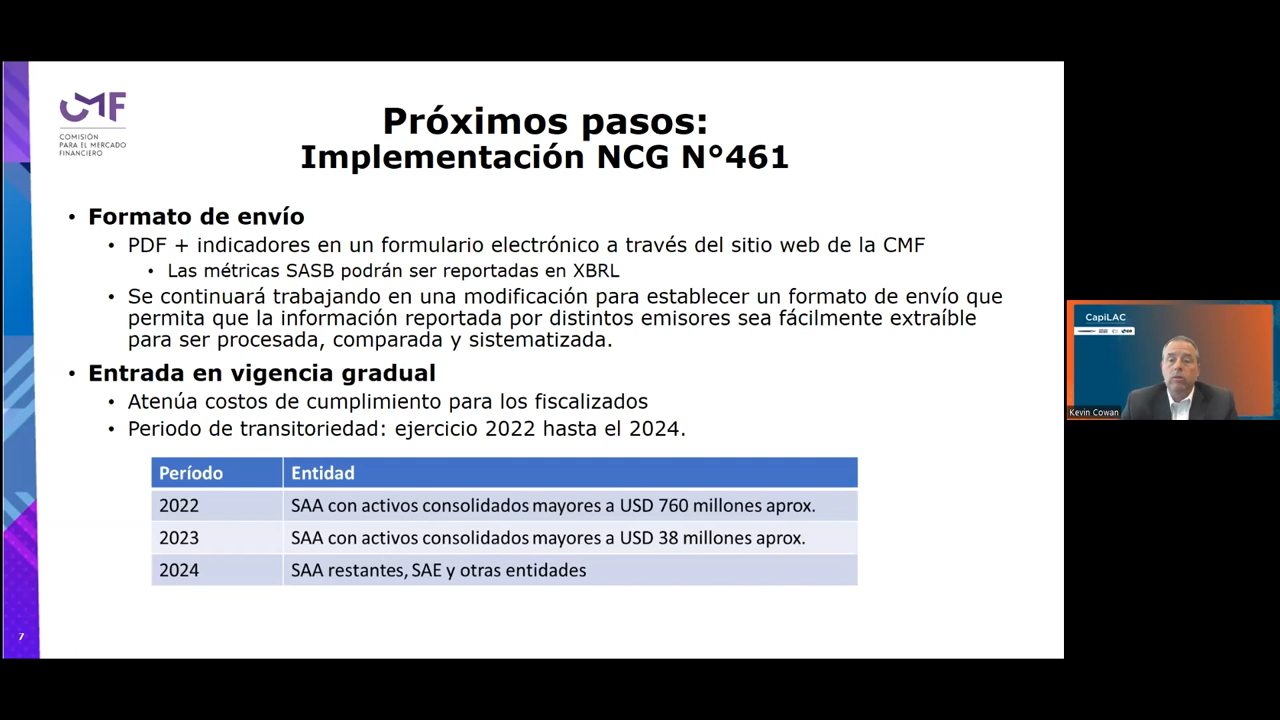 CMF
COMISIÓN
PARA EL MERCADO
FINANCIERO
Próximos pasos:
Implementación NCG N°461
• Formato de envío
• PDF + indicadores en un formulario electrónico a través del sitio web de la CMF
• Las métricas SASB podrán ser reportadas en XBRL
• Se continuará trabajando en una modificación para establecer un formato de envío que
permita que la información reportada por distintos emisores sea fácilmente extraíble
para ser procesada, comparada y sistematizada.
• Entrada en vigencia gradual
• Atenúa costos de cumplimiento para los fiscalizados
• Periodo de transitoriedad: ejercicio 2022 hasta el 2024.
Período Entidad
2022 SAA con activos consolidados mayores a USD 760 millones aprox.
2023 SAA con activos consolidados mayores a USD 38 millones aprox.
2024 SAA restantes, SAE y otras entidades
7
CapiLAC
Kevin Cowan